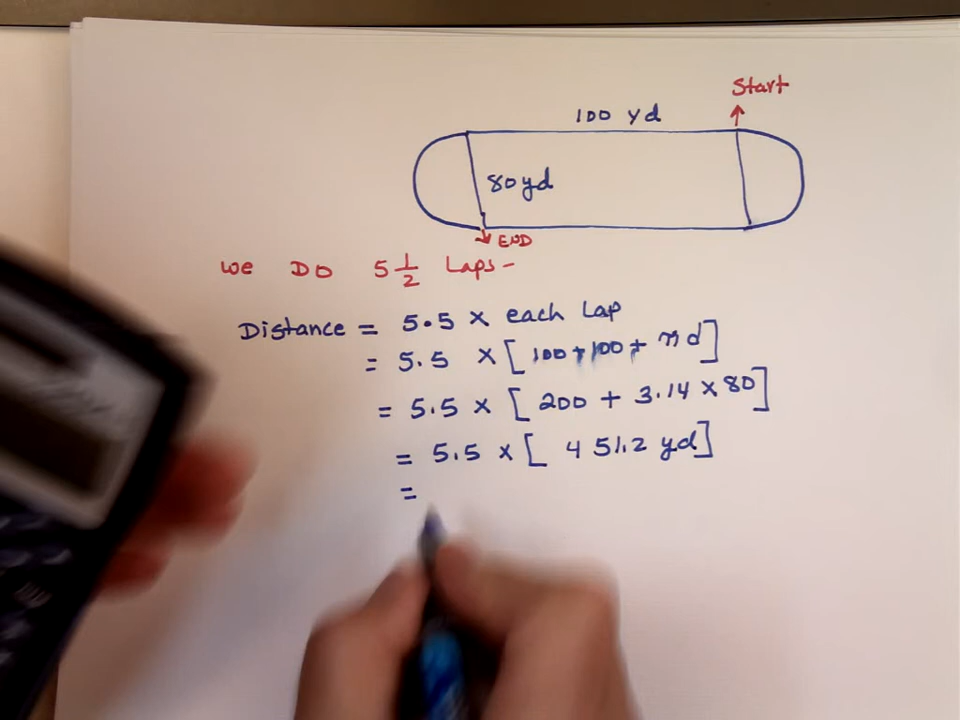 Start
100 yd
80yd
END
we DO 5 1/2 Laps-
Distance = 5.5 × each Lap
= 5.5 × [100+100+ πd]
= 5.5 × [200 + 3.14 × 80]
= 5.5 × [451.2 yd]
=